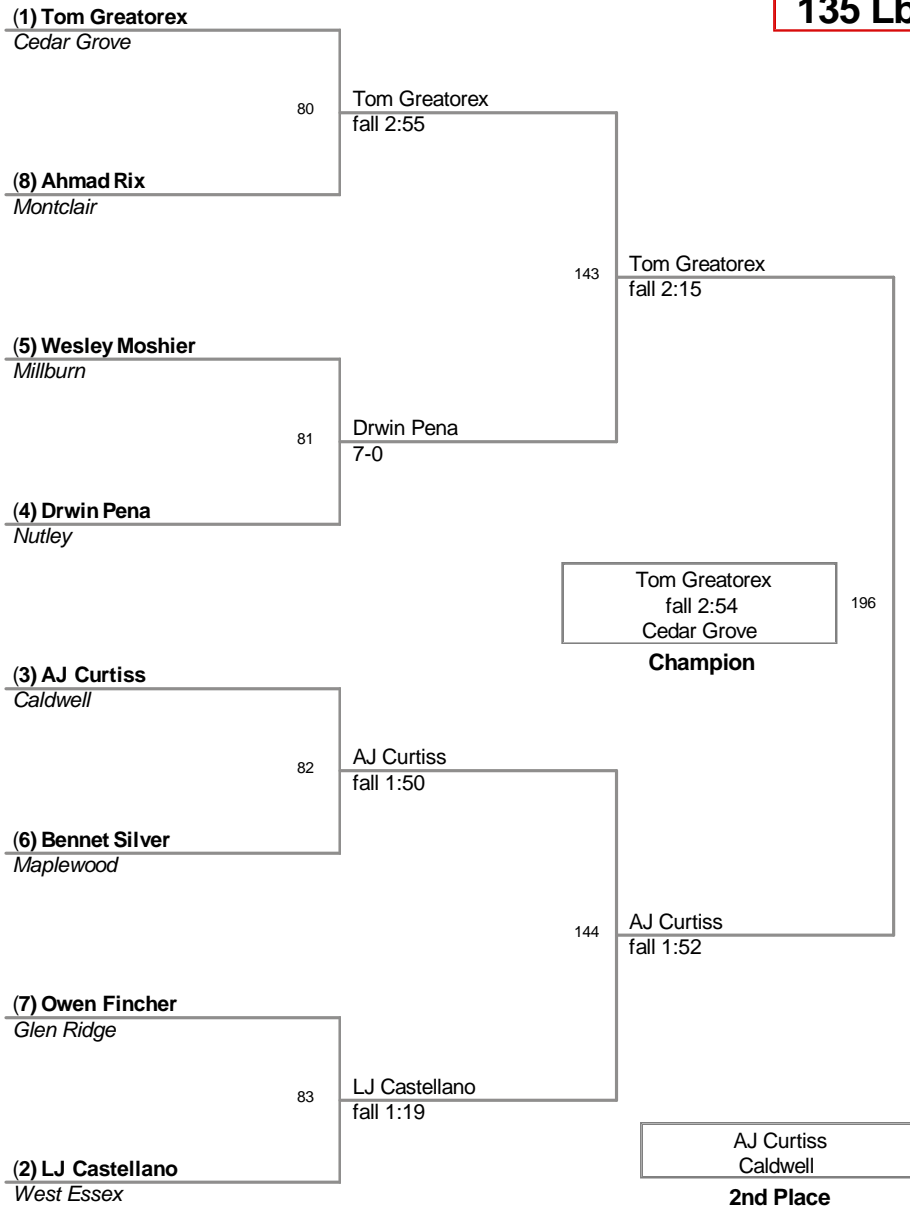 135 Lb
(1) Tom Greatorex
Cedar Grove
80
Tom Greatorex
fall 2:55
(8) Ahmad Rix
Montclair
143
Tom Greatorex
fall 2:15
(5) Wesley Moshier
Millburn
81
Drwin Pena
7-0
(4) Drwin Pena
Nutley
Tom Greatorex
fall 2:54
Cedar Grove
196
Champion
(3) AJ Curtiss
Caldwell
82
AJ Curtiss
fall 1:50
(6) Bennet Silver
Maplewood
144
AJ Curtiss
fall 1:52
(7) Owen Fincher
Glen Ridge
83
LJ Castellano
fall 1:19
(2) LJ Castellano
West Essex
AJ Curtiss
Caldwell
2nd Place